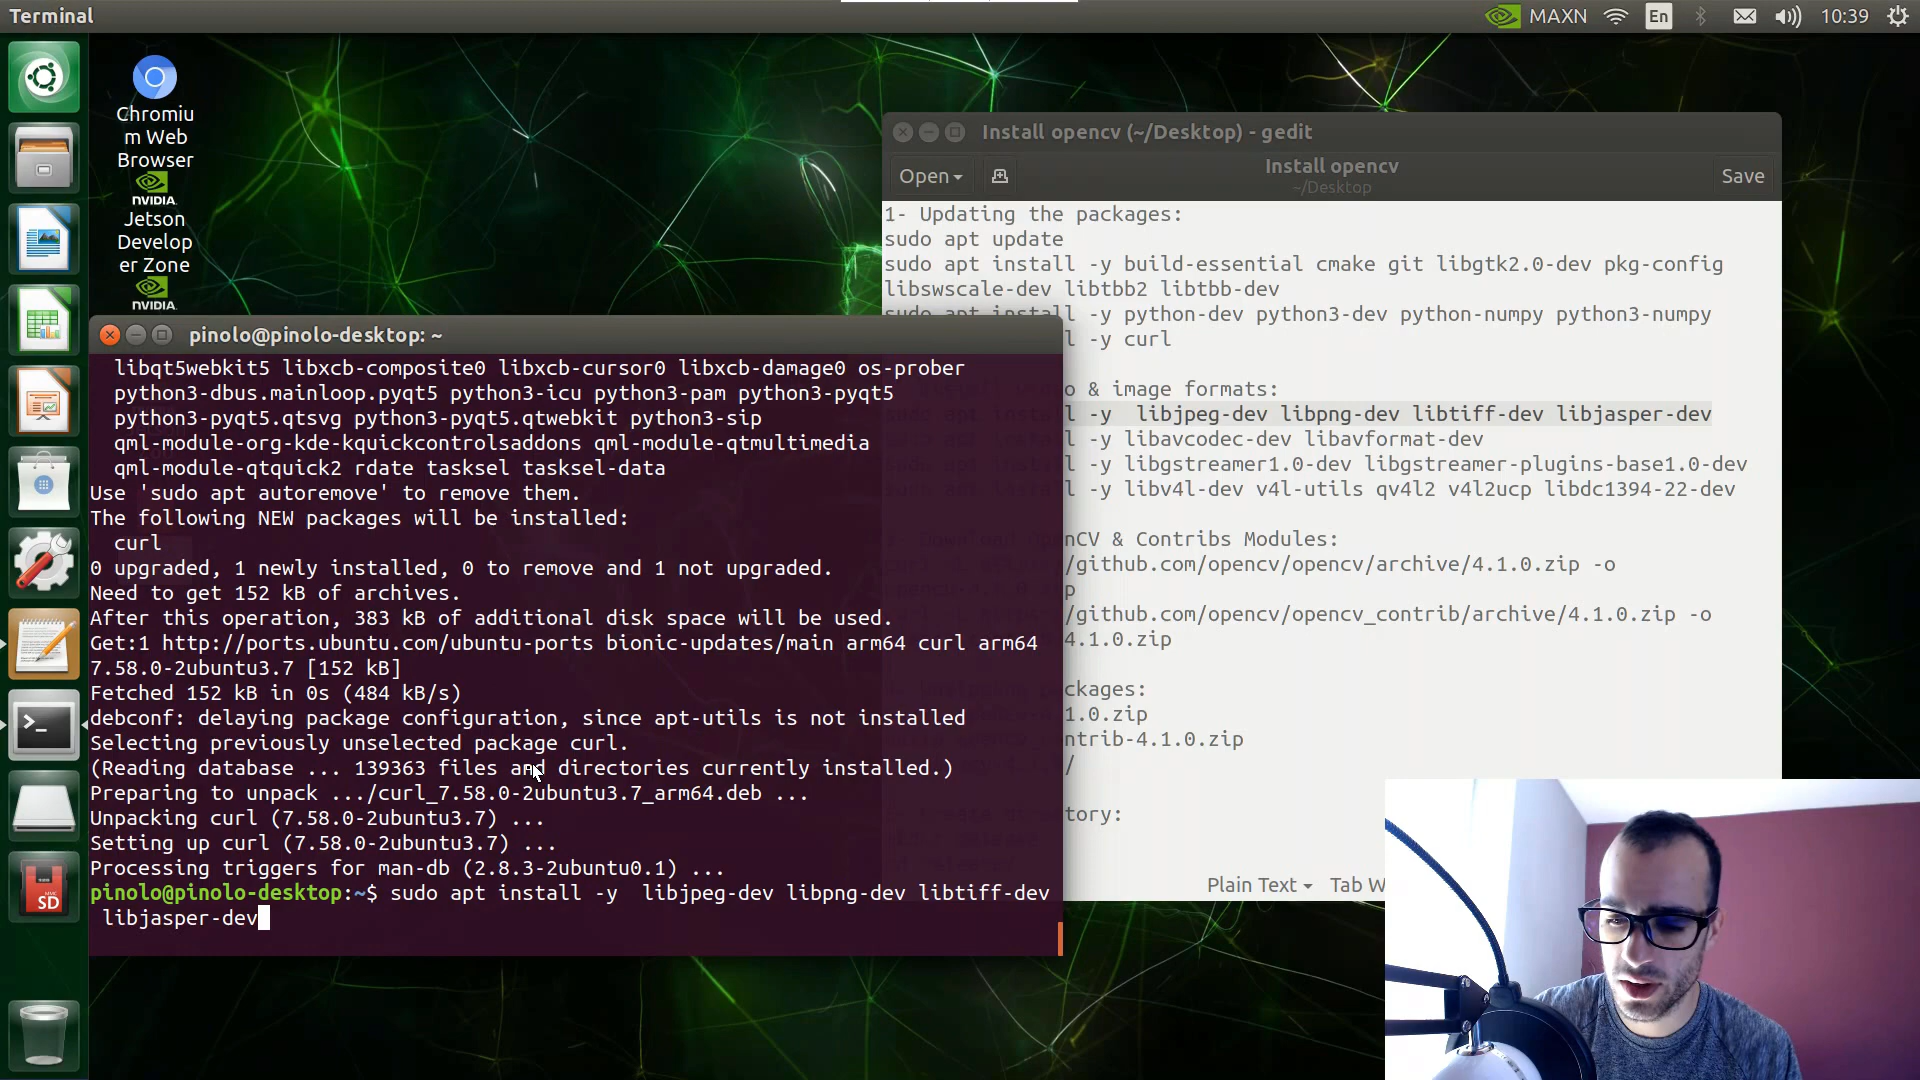 Terminal
MAXN
En
10:39
Chromiu
m Web
Browser
NVIDIA.
Jetson
Develop
er Zone
NVIDIA.
Install opencv (~/Desktop) - gedit
Open
Install opencv
~/Desktop
Save
1- Updating the packages:
sudo apt update
sudo apt install -y build-essential cmake git libgtk2.0-dev pkg-config
libswscale-dev libtbb2 libtbb-dev
sudo apt install -y python-dev python3-dev python-numpy python3-numpy
-y curl
& image formats:
sudo apt install -y  libjpeg-dev libpng-dev libtiff-dev libjasper-dev
-y libavcodec-dev libavformat-dev
-y libgstreamer1.0-dev libgstreamer-plugins-base1.0-dev
-y libv4l-dev v4l-utils qv4l2 v4l2ucp libdc1394-22-dev
Download OpenCV & Contribs Modules:
/github.com/opencv/opencv/archive/4.1.0.zip -o
/github.com/opencv/opencv_contrib/archive/4.1.0.zip -o
4.1.0.zip
packages:
1.0.zip
contrib-4.1.0.zip
/
directory:
Plain Text
Tab W
pinolo@pinolo-desktop: ~
libqt5webkit5 libxcb-composite0 libxcb-cursor0 libxcb-damage0 os-prober
python3-dbus.mainloop.pyqt5 python3-icu python3-pam python3-pyqt5
python3-pyqt5.qtsvg python3-pyqt5.qtwebkit python3-sip
qml-module-org-kde-kquickcontrolsaddons qml-module-qtmultimedia
qml-module-qtquick2 rdate tasksel tasksel-data
Use 'sudo apt autoremove' to remove them.
The following NEW packages will be installed:
curl
0 upgraded, 1 newly installed, 0 to remove and 1 not upgraded.
Need to get 152 kB of archives.
After this operation, 383 kB of additional disk space will be used.
Get:1 http://ports.ubuntu.com/ubuntu-ports bionic-updates/main arm64 curl arm64
7.58.0-2ubuntu3.7 [152 kB]
Fetched 152 kB in 0s (484 kB/s)
debconf: delaying package configuration, since apt-utils is not installed
Selecting previously unselected package curl.
(Reading database ... 139363 files and directories currently installed.)
Preparing to unpack .../curl_7.58.0-2ubuntu3.7_arm64.deb ...
Unpacking curl (7.58.0-2ubuntu3.7) ...
Setting up curl (7.58.0-2ubuntu3.7) ...
Processing triggers for man-db (2.8.3-2ubuntu0.1) ...
pinolo@pinolo-desktop:~$ sudo apt install -y  libjpeg-dev libpng-dev libtiff-dev
libjasper-dev
SD